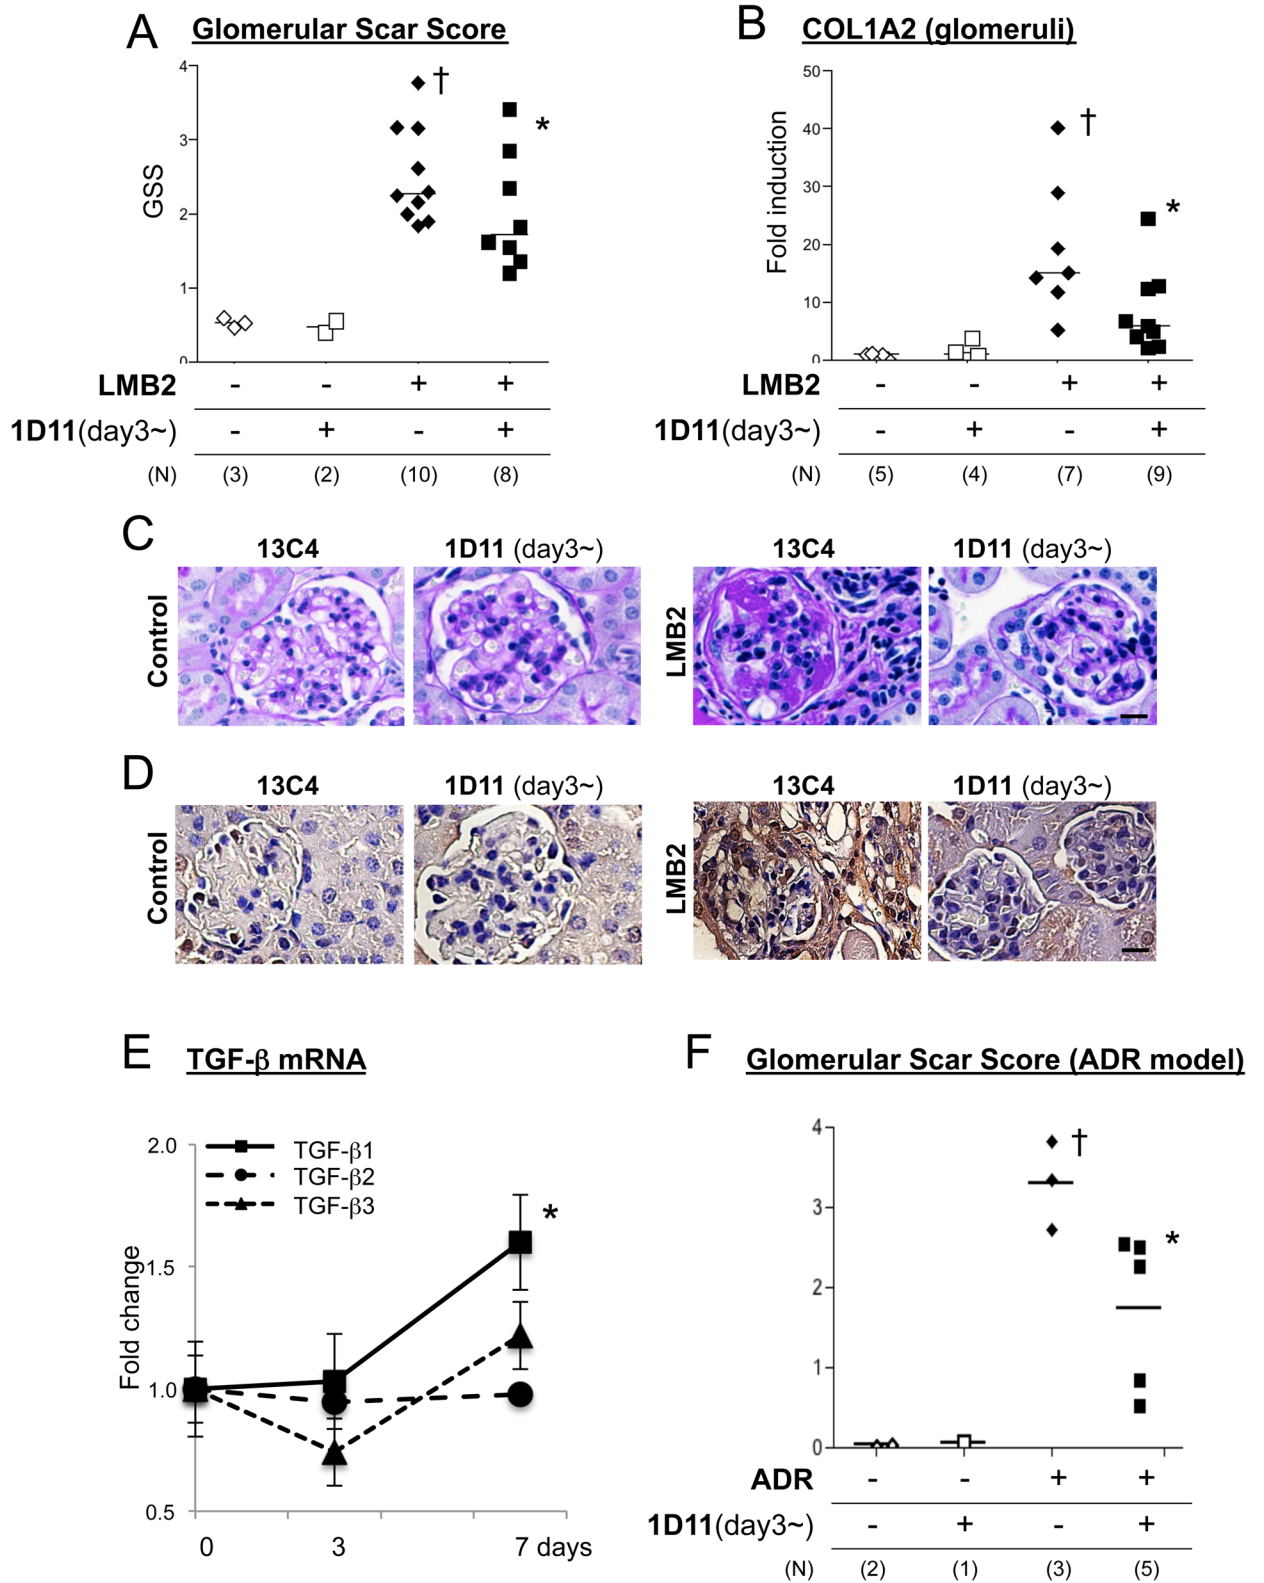 A Glomerular Scar Score
4
†
*
3
GSS
2
1
0
LMB2 - - + +
1D11(day3~) - + - +
(N) (3) (2) (10) (8)
B COL1A2 (glomeruli)
50
40
†
Fold induction
30
*
20
10
0
LMB2 - - + +
1D11(day3~) - + - +
(N) (5) (4) (7) (9)
C
13C4 1D11 (day3~) 13C4 1D11 (day3~)
Control LMB2
D
13C4 1D11 (day3~) 13C4 1D11 (day3~)
Control LMB2
E TGF-β mRNA
2.0
TGF-β1
TGF-β2
TGF-β3
*
Fold change
1.5
1.0
0.5
0 3 7 days
F Glomerular Scar Score (ADR model)
4
†
3
*
2
1
0
ADR - - + +
1D11(day3~) - + - +
(N) (2) (1) (3) (5)